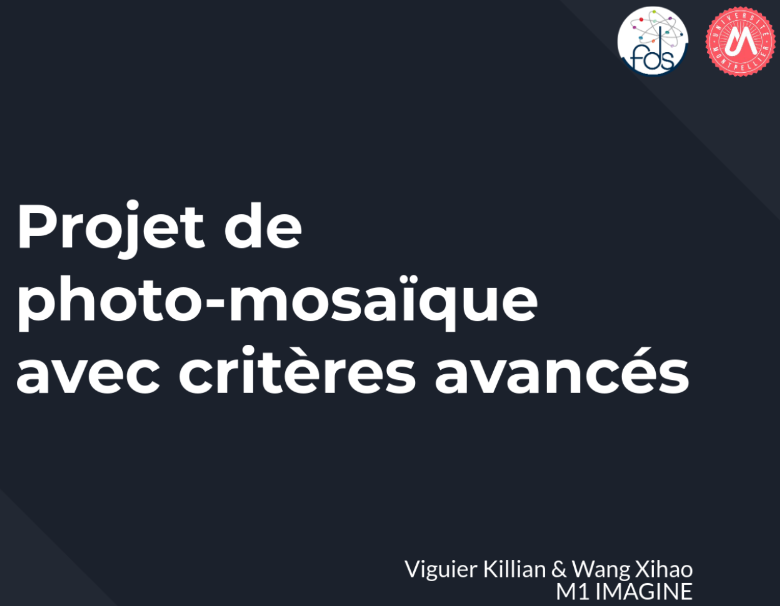 fds
UNIVERSITÉ
MONTPELLIER
Projet de
photo-mosaïque
avec critères avancés
Viguier Killian & Wang Xihao
M1 IMAGINE